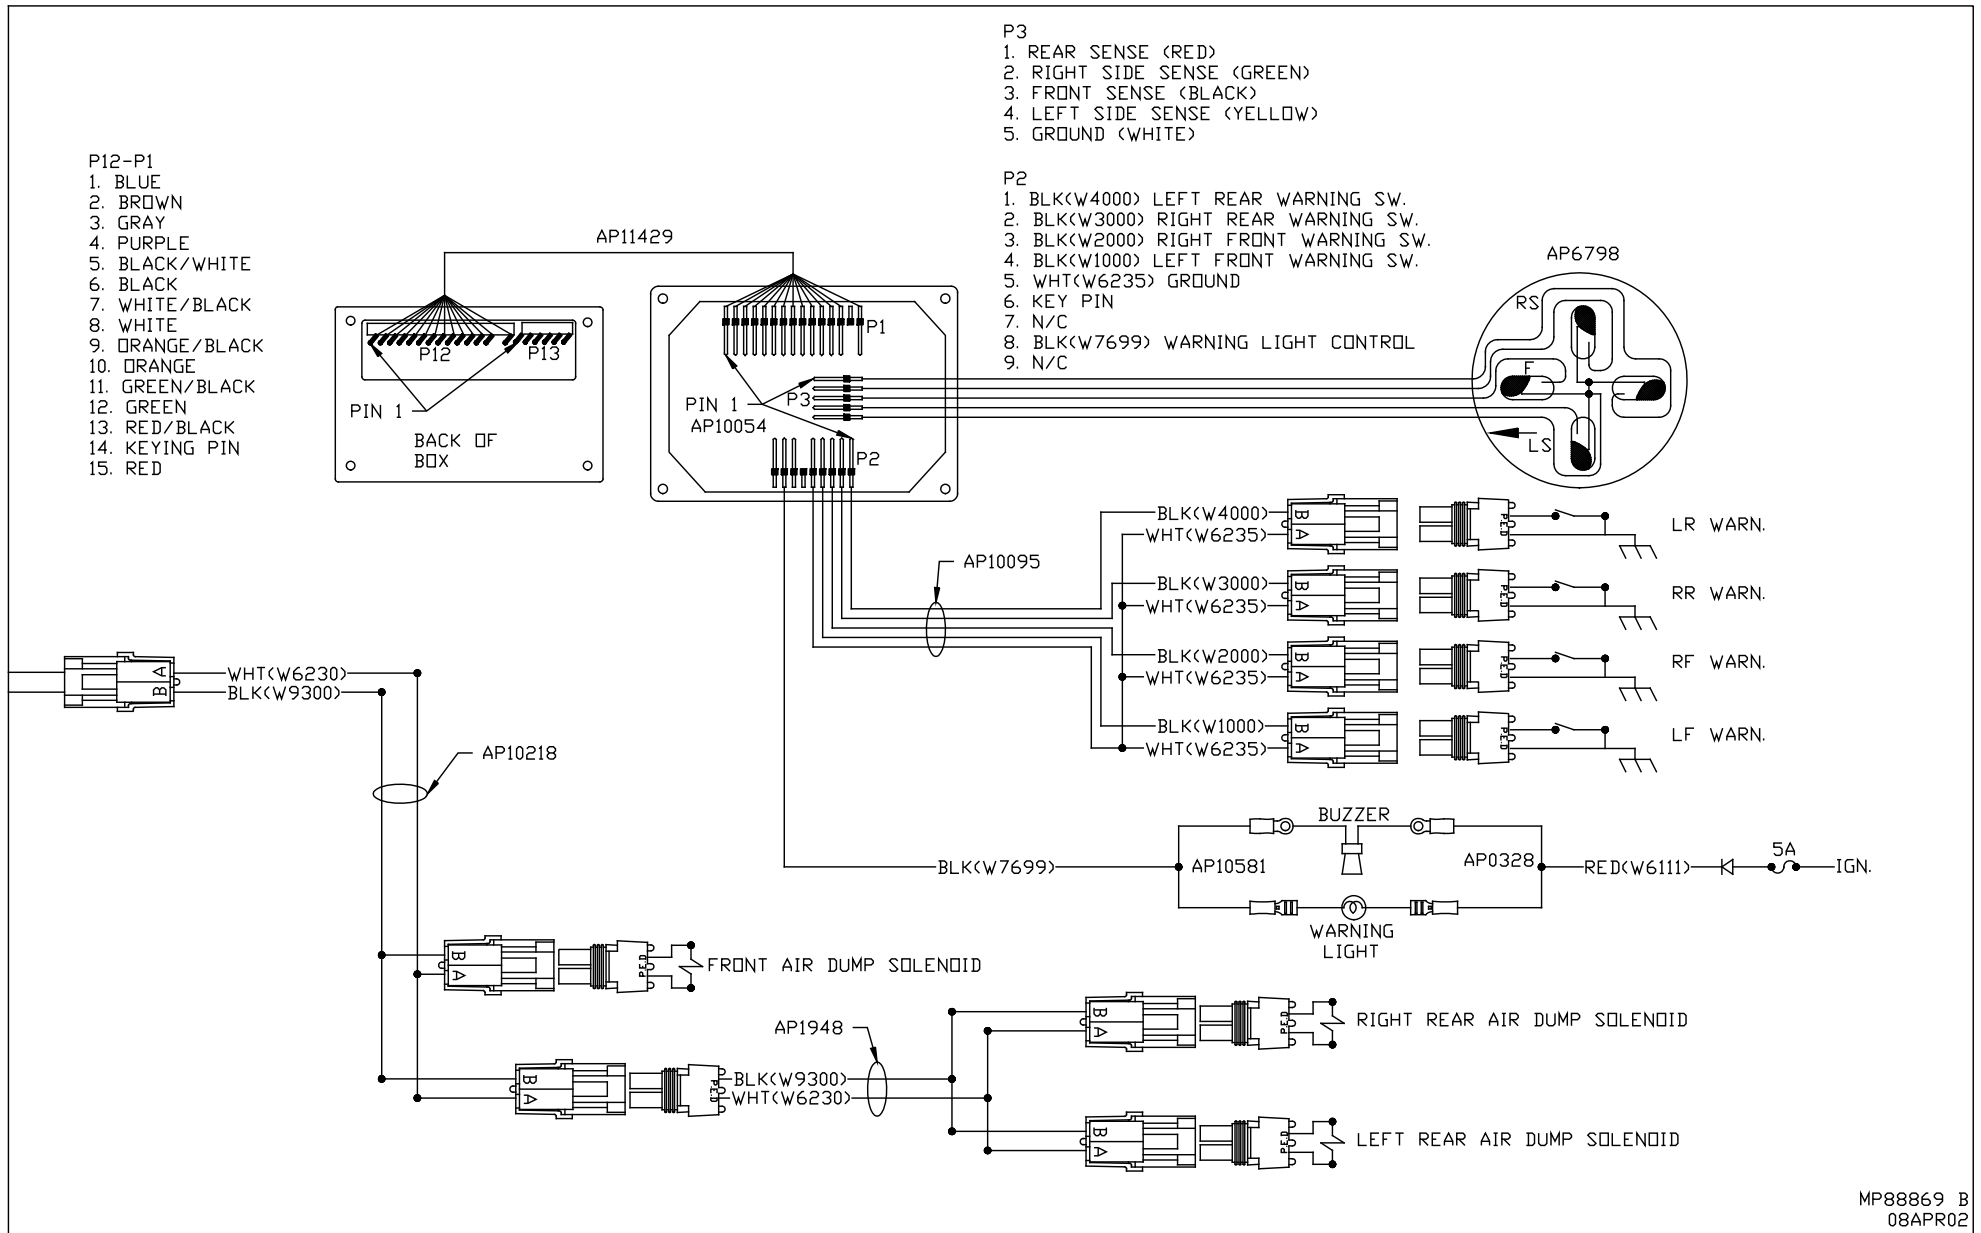 P3
1. REAR SENSE (RED)
2. RIGHT SIDE SENSE (GREEN)
3. FRONT SENSE (BLACK)
4. LEFT SIDE SENSE (YELLOW)
5. GROUND (WHITE)
P12-P1
1. BLUE
2. BROWN
3. GRAY
4. PURPLE
5. BLACK/WHITE
6. BLACK
7. WHITE/BLACK
8. WHITE
9. ORANGE/BLACK
10. ORANGE
11. GREEN/BLACK
12. GREEN
13. RED/BLACK
14. KEYING PIN
15. RED
P2
1. BLK(W4000) LEFT REAR WARNING SW.
2. BLK(W3000) RIGHT REAR WARNING SW.
3. BLK(W2000) RIGHT FRONT WARNING SW.
4. BLK(W1000) LEFT FRONT WARNING SW.
5. WHT(W6235) GROUND
6. KEY PIN
7. N/C
8. BLK(W7699) WARNING LIGHT CONTROL
9. N/C
AP11429
P12
P13
PIN 1
BACK OF
BOX
P1
P3
PIN 1
AP10054
P2
AP6798
RS
F
LS
AP10095
BLK(W4000)
WHT(W6235)
B
A
P.E.D
LR WARN.
BLK(W3000)
WHT(W6235)
B
A
P.E.D
RR WARN.
BLK(W2000)
WHT(W6235)
B
A
P.E.D
RF WARN.
BLK(W1000)
WHT(W6235)
B
A
P.E.D
LF WARN.
A
B
WHT(W6230)
BLK(W9300)
AP10218
BUZZER
BLK(W7699)
AP10581
AP0328
RED(W6111)
5A
IGN.
WARNING
LIGHT
B
A
P.E.D
FRONT AIR DUMP SOLENOID
AP1948
B
A
P.E.D
BLK(W9300)
WHT(W6230)
B
A
P.E.D
RIGHT REAR AIR DUMP SOLENOID
B
A
P.E.D
LEFT REAR AIR DUMP SOLENOID
MP88869 B
08APR02